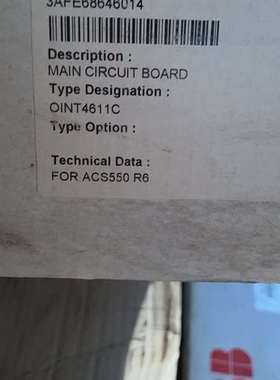 3AFE68646014
Description :
MAIN CIRCUIT BOARD
Type Designation :
OINT4611C
Type Option :
Technical Data :
FOR ACS550 R6